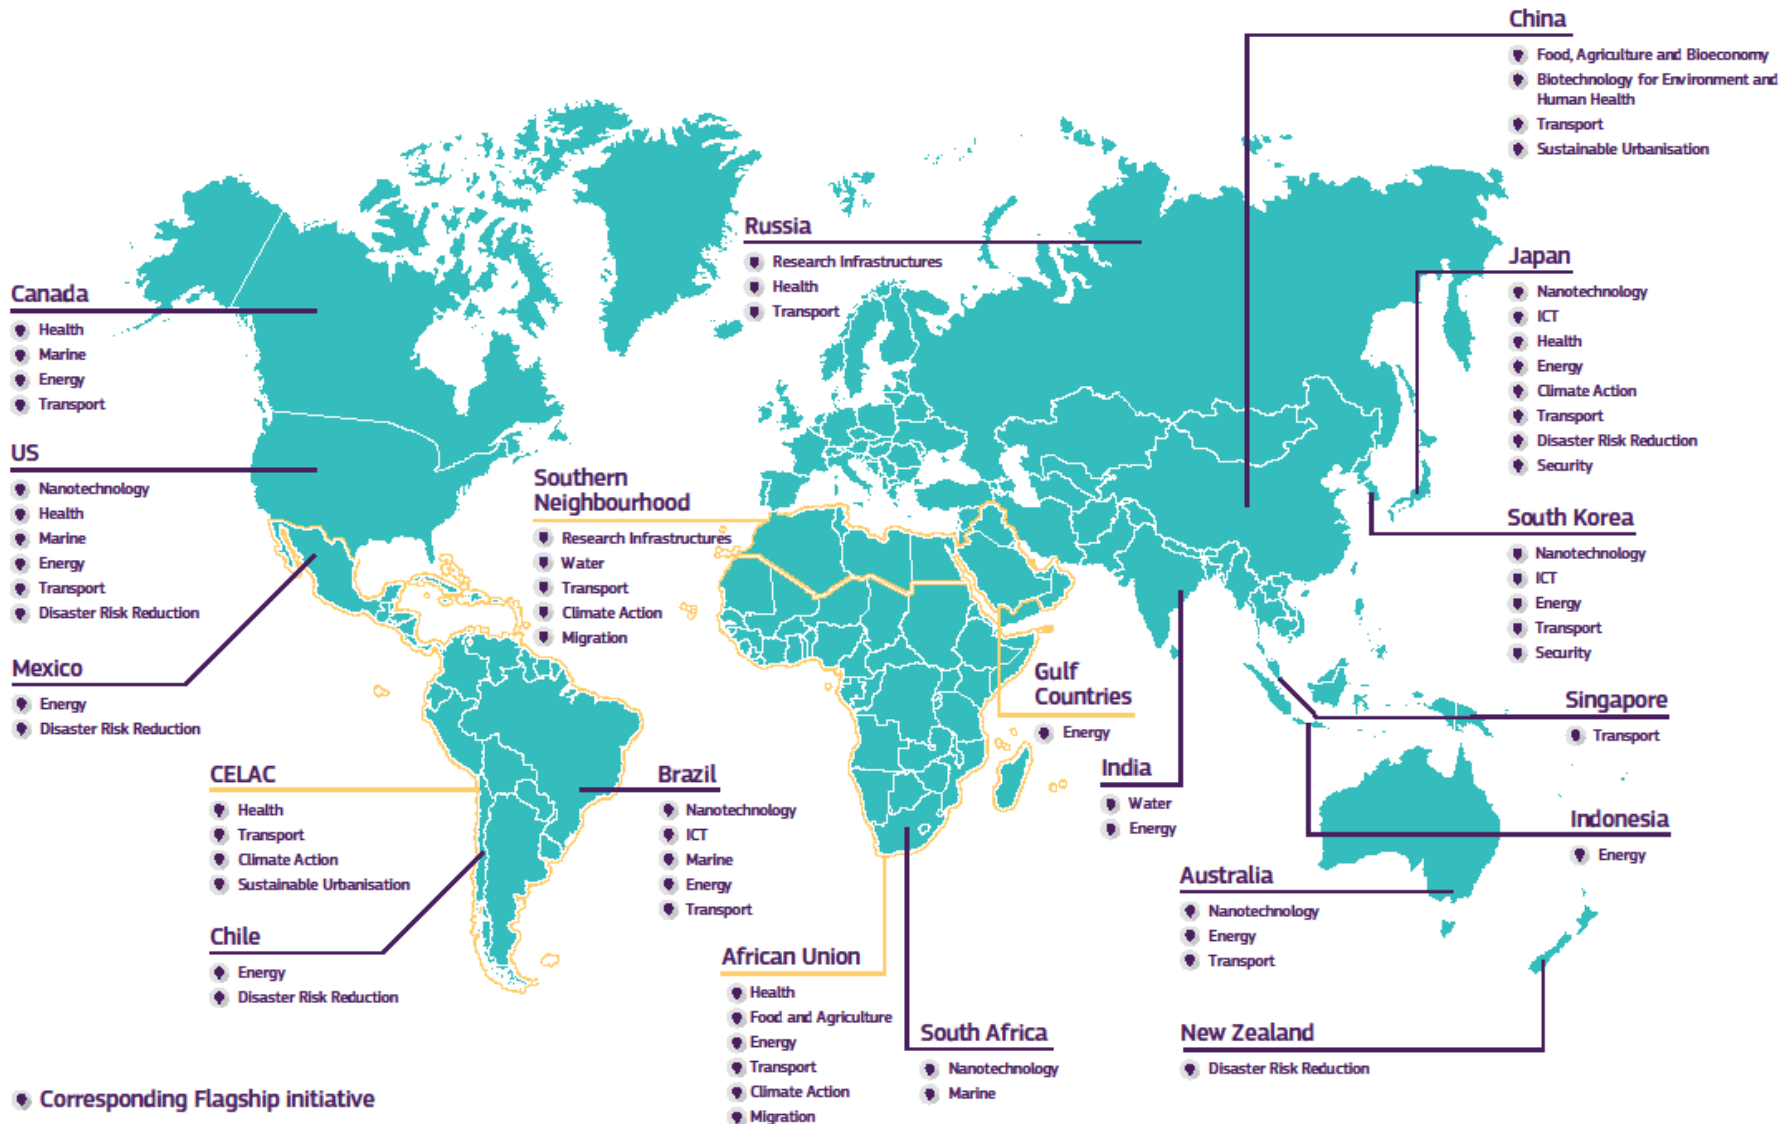 China
Food, Agriculture and Bioeconomy
Biotechnology for Environment and
Human Health
Transport
Sustainable Urbanisation
Russia
Research Infrastructures
Health
Transport
Japan
Nanotechnology
ICT
Health
Energy
Climate Action
Transport
Disaster Risk Reduction
Security
Canada
Health
Marine
Energy
Transport
US
Nanotechnology
Health
Marine
Energy
Transport
Disaster Risk Reduction
Southern
Neighbourhood
Research Infrastructures
Water
Transport
Climate Action
Migration
South Korea
Nanotechnology
ICT
Energy
Transport
Security
Mexico
Energy
Disaster Risk Reduction
Gulf
Countries
Energy
Singapore
Transport
CELAC
Health
Transport
Climate Action
Sustainable Urbanisation
Brazil
Nanotechnology
ICT
Marine
Energy
Transport
India
Water
Energy
Indonesia
Energy
Australia
Nanotechnology
Energy
Transport
Chile
Energy
Disaster Risk Reduction
African Union
Health
Food and Agriculture
Energy
Transport
Climate Action
Migration
South Africa
Nanotechnology
Marine
New Zealand
Disaster Risk Reduction
Corresponding Flagship initiative